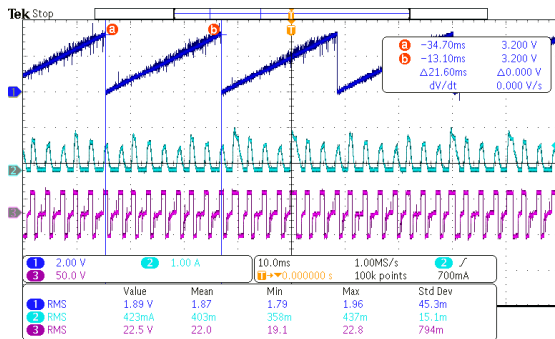 Tek Stop
T
a b
T
a -34.70ms 3.200 V
b -13.10ms 3.200 V
Δ21.60ms Δ0.000 V
dV/dt 0.000 V/s
1
2
3
1 2.00 V 2 1.00 A
3 50.0 V
10.0ms 1.00MS/s 2
T→▼0.000000 s 100k points 700mA
Value Mean Min Max Std Dev
1 RMS 1.89 V 1.87 1.79 1.96 45.3m
2 RMS 423mA 403m 358m 437m 15.1m
3 RMS 22.5 V 22.0 19.1 22.8 794m